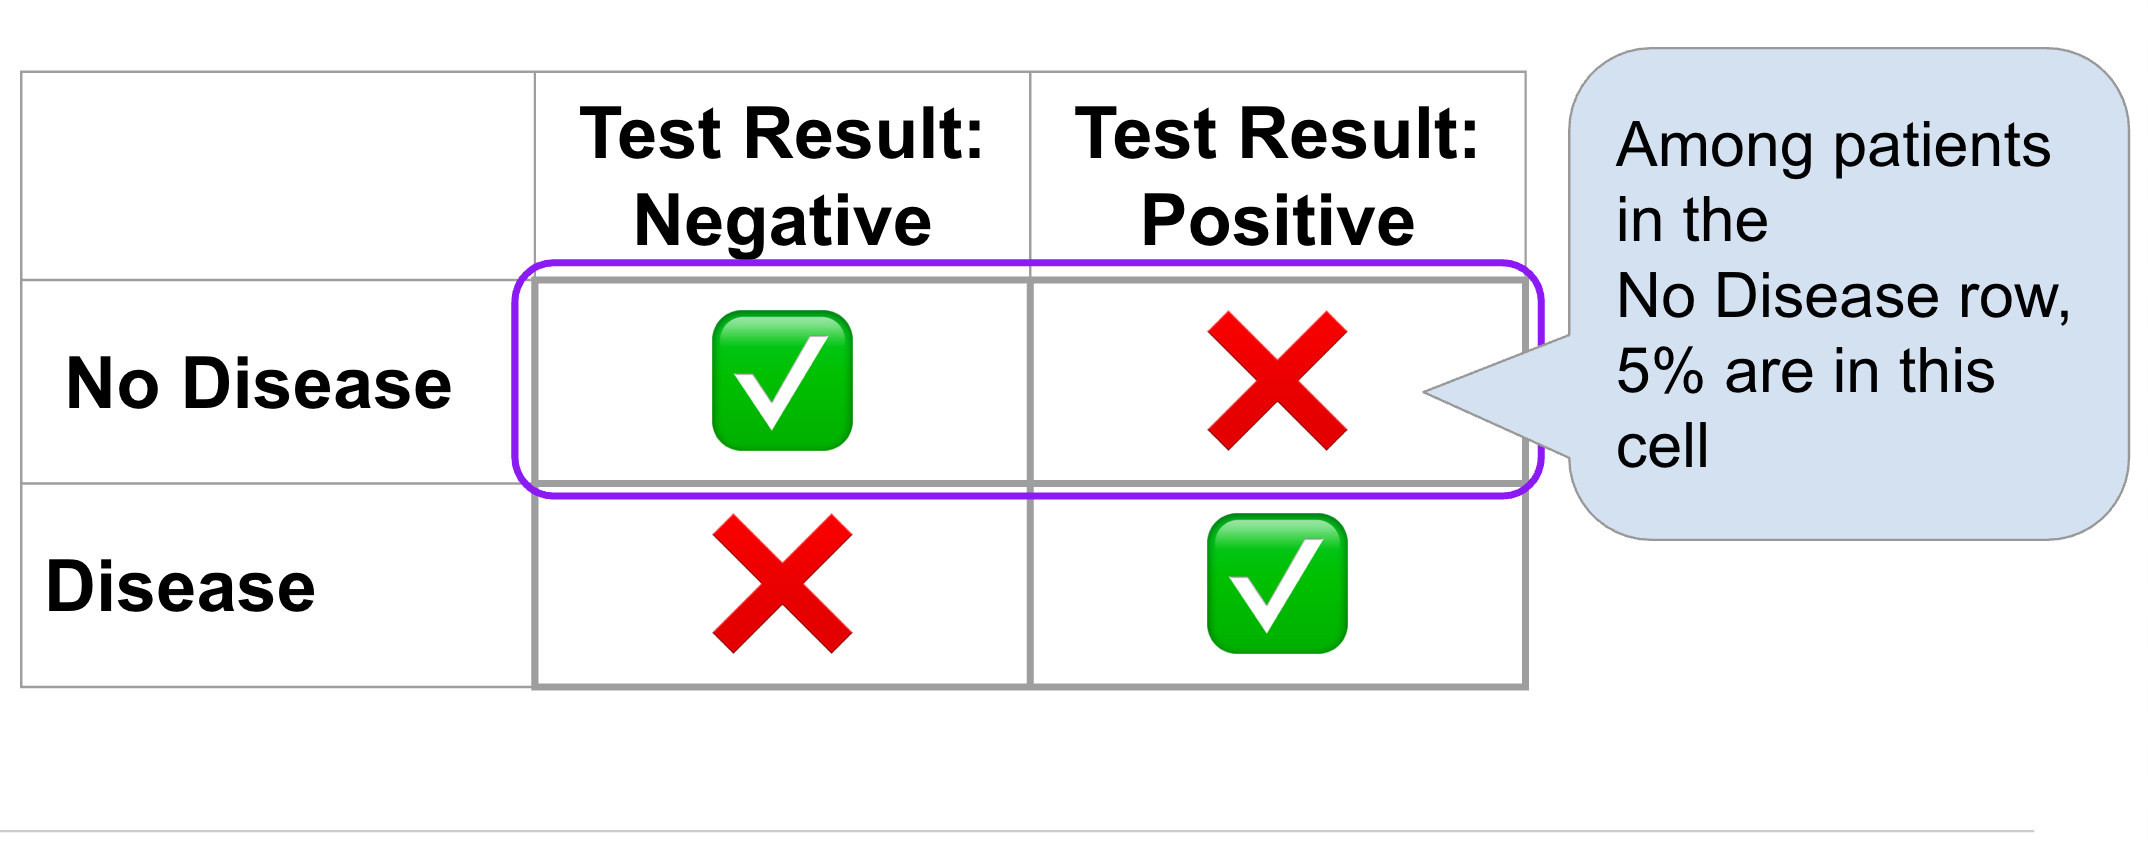 Test Result:
Negative
Test Result:
Positive
Among patients
in the
No Disease row,
5% are in this
cell
No Disease
Disease